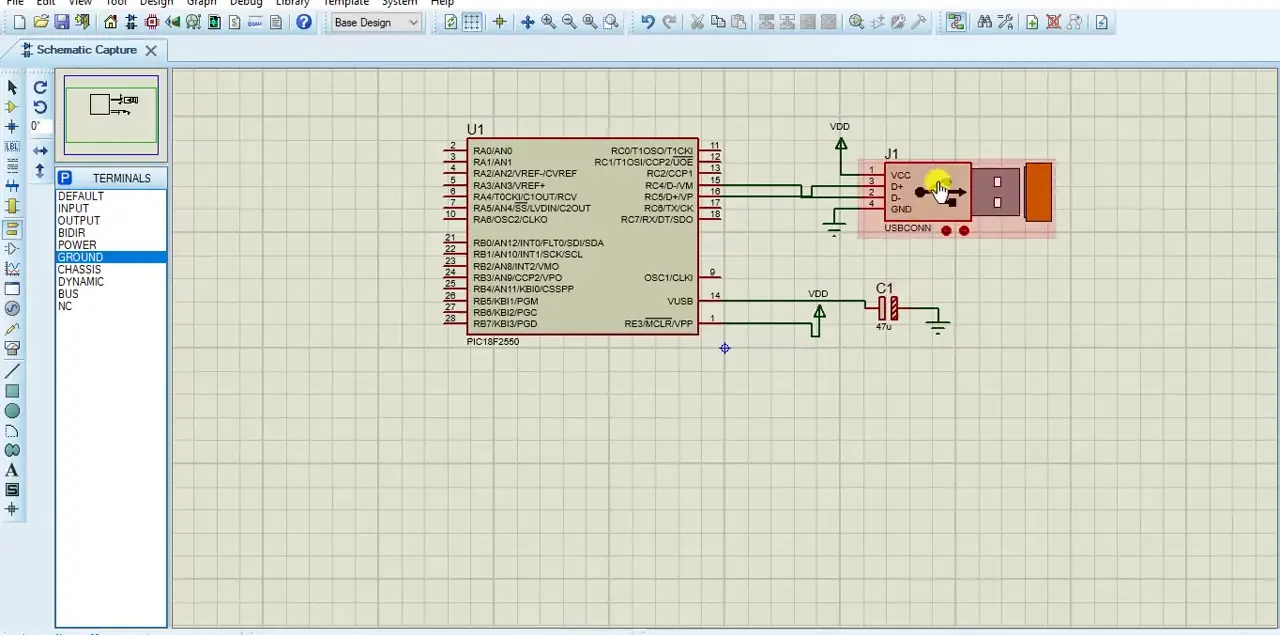 File Edit View Tool Design Graph Debug Library Template System Help
Base Design
Schematic Capture
0°
P TERMINALS
DEFAULT
INPUT
OUTPUT
BIDIR
POWER
GROUND
CHASSIS
DYNAMIC
BUS
NC
LBL
A
S
U1
2 RA0/AN0
3 RA1/AN1
4 RA2/AN2/VREF-/CVREF
5 RA3/AN3/VREF+
6 RA4/T0CKI/C1OUT/RCV
7 RA5/AN4/SS/LVDIN/C2OUT
10 RA6/OSC2/CLKO
21 RB0/AN12/INT0/FLT0/SDI/SDA
22 RB1/AN10/INT1/SCK/SCL
23 RB2/AN8/INT2/VMO
24 RB3/AN9/CCP2/VPO
25 RB4/AN11/KBI0/CSSPP
26 RB5/KBI1/PGM
27 RB6/KBI2/PGC
28 RB7/KBI3/PGD
RC0/T1OSO/T1CKI 11
RC1/T1OSI/CCP2/UOE 12
RC2/CCP1 13
RC4/D-/VM 15
RC5/D+/VP 16
RC6/TX/CK 17
RC7/RX/DT/SDO 18
OSC1/CLKI 9
VUSB 14
RE3/MCLR/VPP 1
PIC18F2550
VDD
J1
1 VCC
3 D+
2 D-
4 GND
USBCONN
VDD
C1
47u